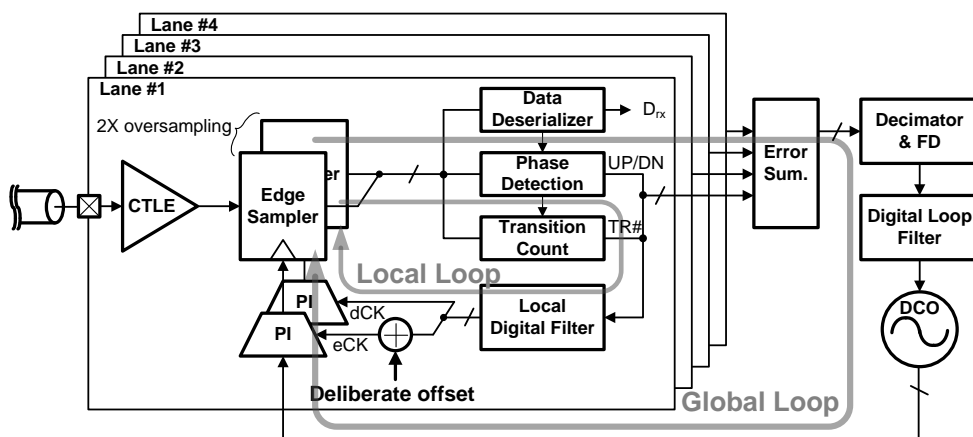 Lane #4
Lane #3
Lane #2
Lane #1
2X oversampling
CTLE
Edge
Sampler
er
Data
Deserializer
Drx
Phase
Detection
UP/DN
Transition
Count
TR#
Local Loop
PI
PI
dCK
eCK
Local
Digital Filter
Deliberate offset
Global Loop
Error
Sum.
Decimator
& FD
Digital Loop
Filter
DCO